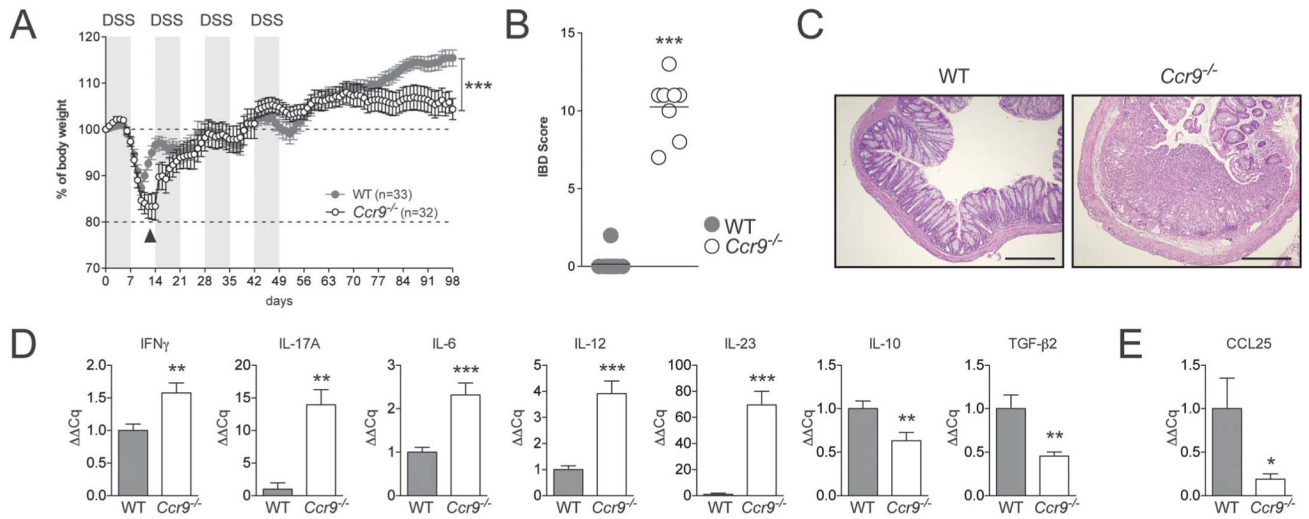 A
DSS DSS DSS DSS
120
110
100
90
80
70
% of body weight
0 7 14 21 28 35 42 49 56 63 70 77 84 91 98
days
WT (n=33)
Ccr9-/- (n=32)
***
B
15
10
5
0
IBD Score
***
WT
Ccr9-/-
C
WT Ccr9-/-
D
IFNγ
2.0
1.5
1.0
0.5
0.0
ΔΔCq
**
WT Ccr9-/-
IL-17A
20
15
10
5
0
ΔΔCq
**
WT Ccr9-/-
IL-6
3
2
1
0
ΔΔCq
***
WT Ccr9-/-
IL-12
5
4
3
2
1
0
ΔΔCq
***
WT Ccr9-/-
IL-23
100
80
60
40
20
0
ΔΔCq
***
WT Ccr9-/-
IL-10
1.5
1.0
0.5
0.0
ΔΔCq
**
WT Ccr9-/-
TGF-β2
1.5
1.0
0.5
0.0
ΔΔCq
**
WT Ccr9-/-
E
CCL25
1.5
1.0
0.5
0.0
ΔΔCq
*
WT Ccr9-/-